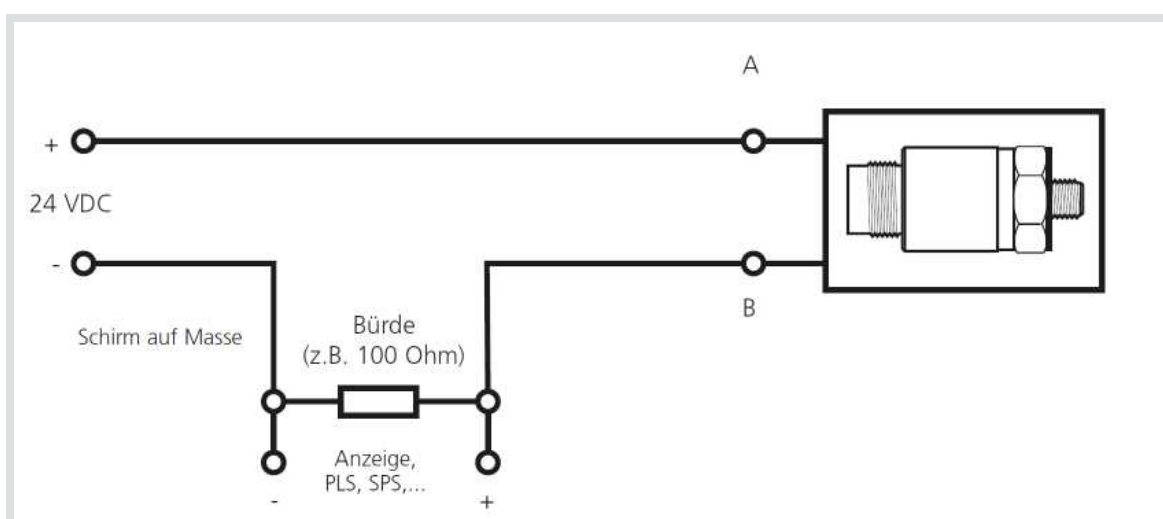 A
+
24 VDC
-
B
Schirm auf Masse
Bürde
(z.B. 100 Ohm)
Anzeige,
PLS, SPS,...
-
+